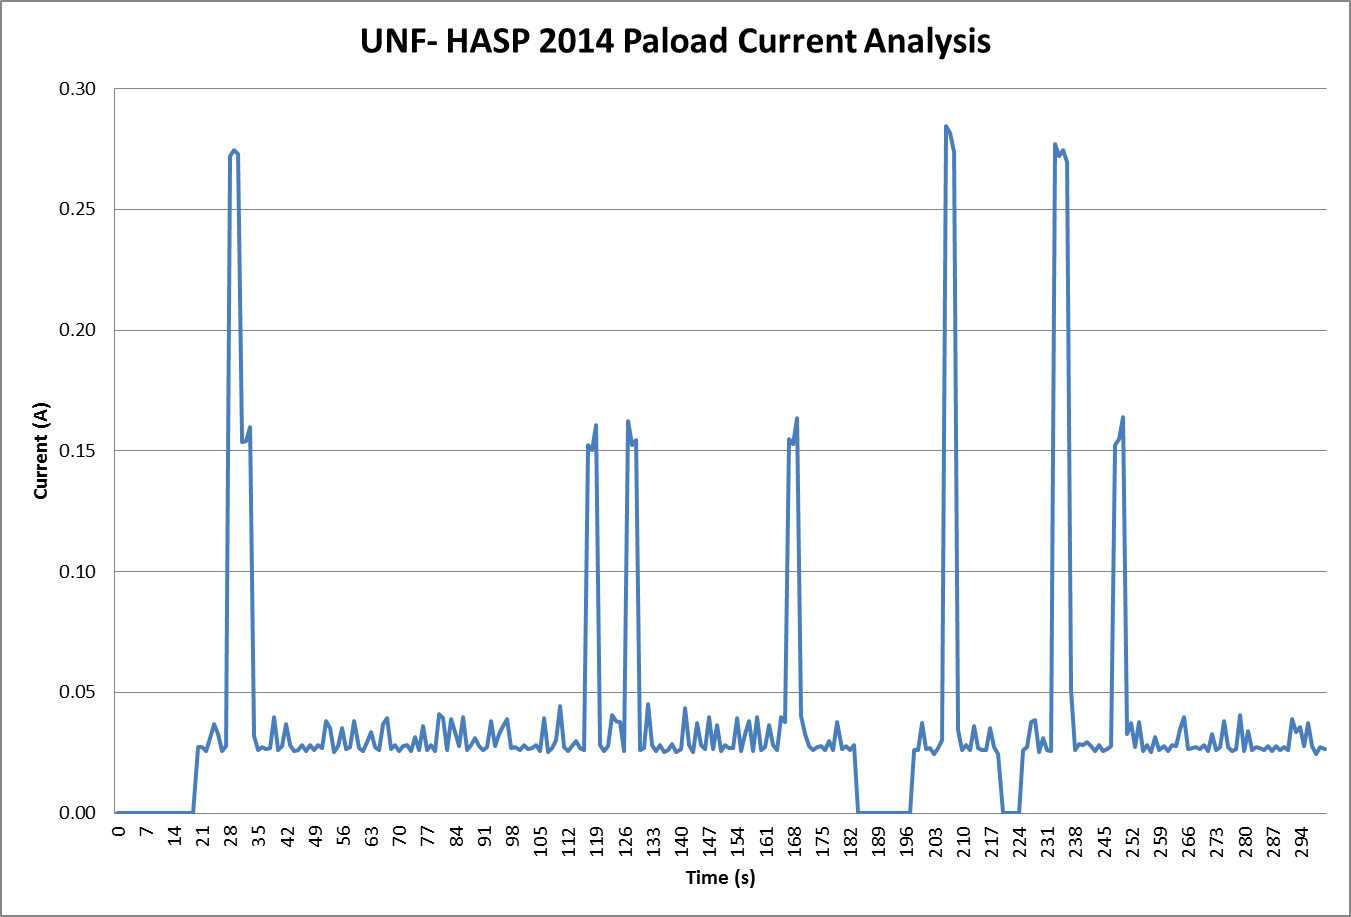 UNF- HASP 2014 Paload Current Analysis
0.30
0.25
0.20
0.15
0.10
0.05
0.00
Current (A)
0 7 14 21 28 35 42 49 56 63 70 77 84 91 98 105 112 119 126 133 140 147 154 161 168 175 182 189 196 203 210 217 224 231 238 245 252 259 266 273 280 287 294
Time (s)